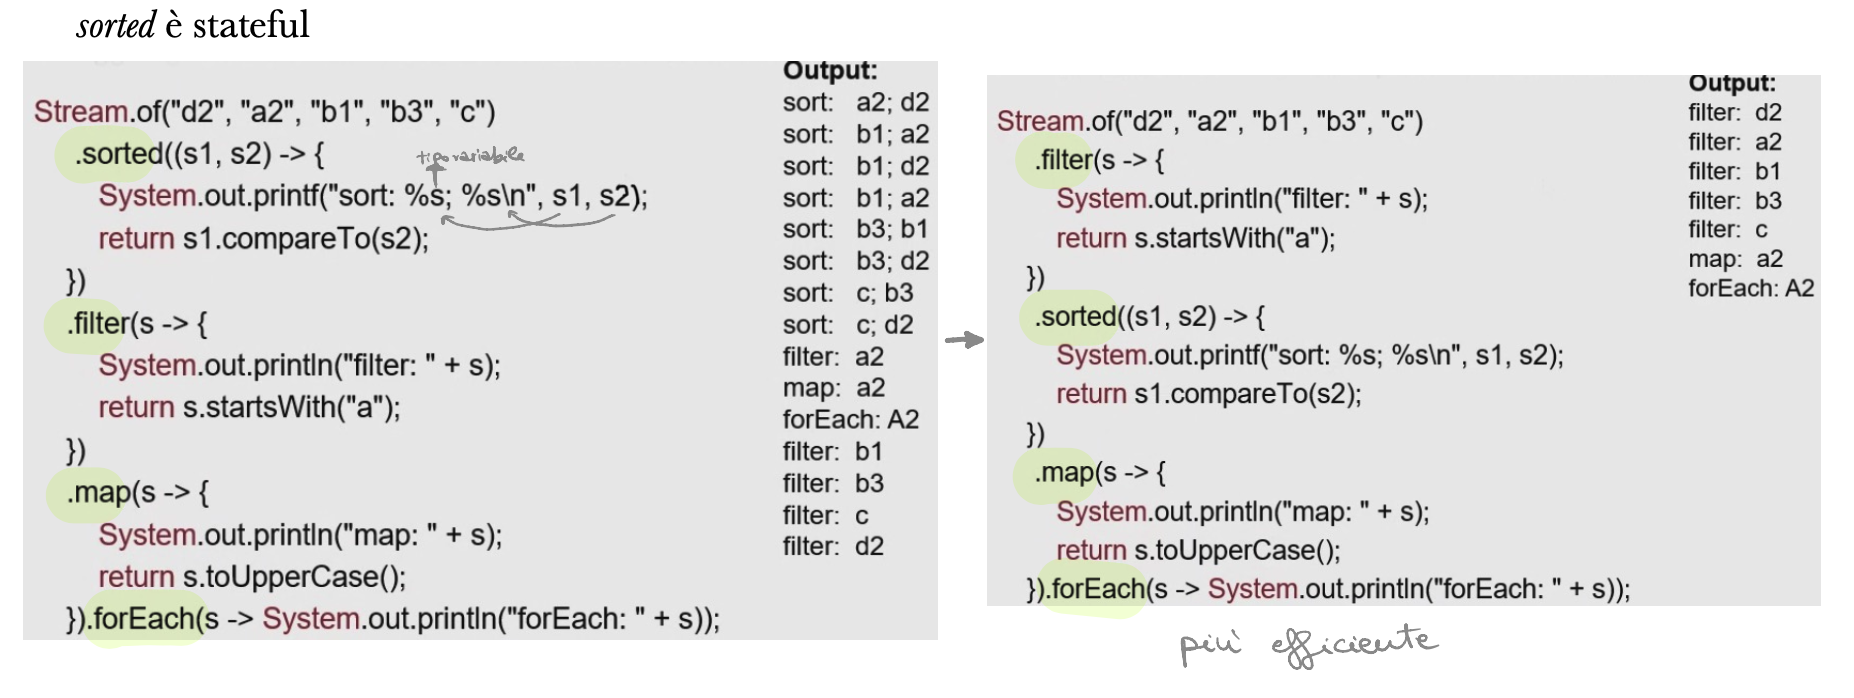 sorted è stateful
Stream.of("d2", "a2", "b1", "b3", "c")
.sorted((s1, s2) -> {
tipo variabile
System.out.printf("sort: %s; %s\n", s1, s2);
return s1.compareTo(s2);
})
.filter(s -> {
System.out.println("filter: " + s);
return s.startsWith("a");
})
.map(s -> {
System.out.println("map: " + s);
return s.toUpperCase();
}).forEach(s -> System.out.println("forEach: " + s));
Output:
sort: a2; d2
sort: b1; a2
sort: b1; d2
sort: b1; a2
sort: b3; b1
sort: b3; d2
sort: c; b3
sort: c; d2
filter: a2
map: a2
forEach: A2
filter: b1
filter: b3
filter: c
filter: d2
Stream.of("d2", "a2", "b1", "b3", "c")
.filter(s -> {
System.out.println("filter: " + s);
return s.startsWith("a");
})
.sorted((s1, s2) -> {
System.out.printf("sort: %s; %s\n", s1, s2);
return s1.compareTo(s2);
})
.map(s -> {
System.out.println("map: " + s);
return s.toUpperCase();
}).forEach(s -> System.out.println("forEach: " + s));
Output:
filter: d2
filter: a2
filter: b1
filter: b3
filter: c
map: a2
forEach: A2
più efficiente